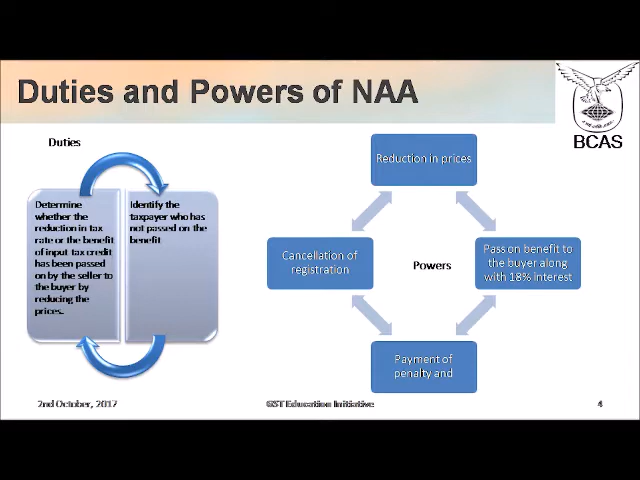 Duties and Powers of NAA
BCAS
Duties
Determine
whether the
reduction in tax
rate or the benefit
of input tax credit
has been passed
on by the seller to
the buyer by
reducing the
prices..
Identify the
taxpayer who has
not passed on the
benefit
Reduction in prices
Cancellation of
registration
Powers
Pass on benefit to
the buyer along
with 18% interest
Payment of
penalty and
2nd October, 2017
GST Education Initiative
4